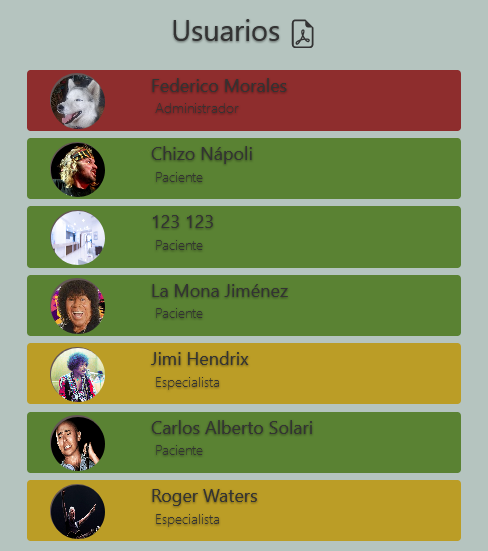 Usuarios
Federico Morales
Administrador
Chizo Nápoli
Paciente
123 123
Paciente
La Mona Jiménez
Paciente
Jimi Hendrix
Especialista
Carlos Alberto Solari
Paciente
Roger Waters
Especialista